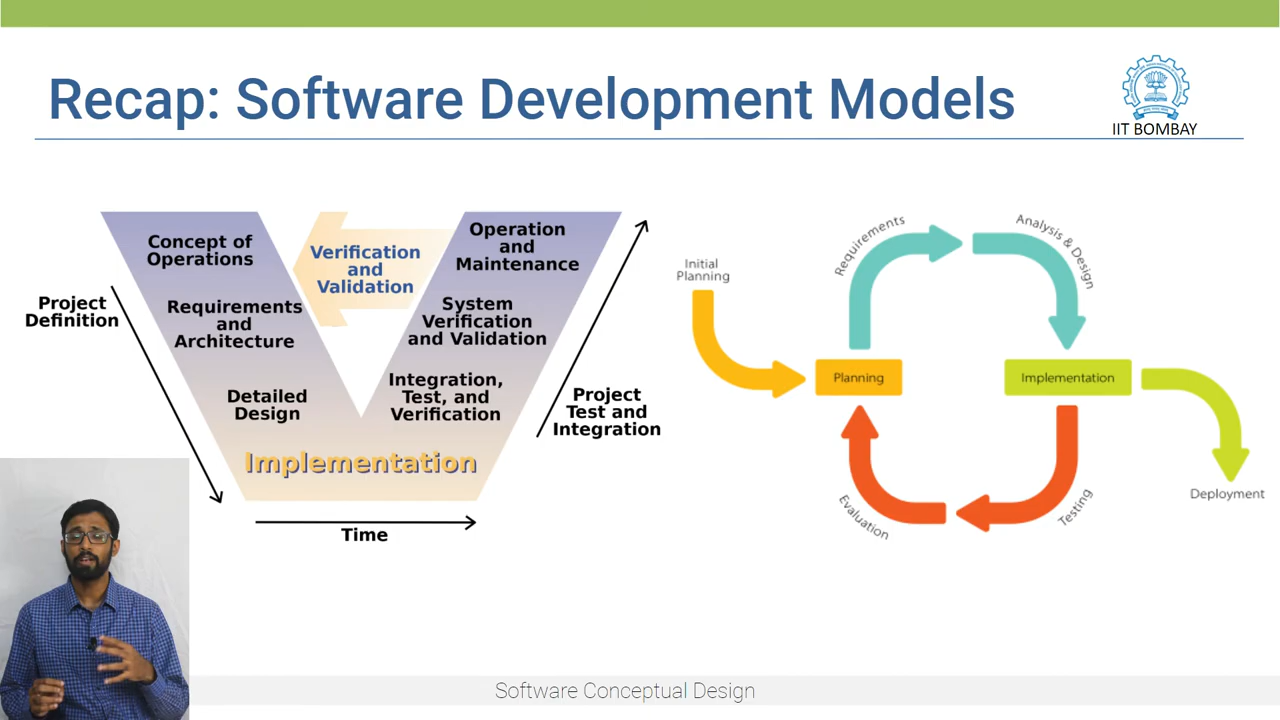 Recap: Software Development Models
IIT BOMBAY
Concept of
Operations
Requirements
and
Architecture
Detailed
Design
Project
Definition
Verification
and
Validation
Operation
and
Maintenance
System
Verification
and Validation
Integration,
Test, and
Verification
Project
Test and
Integration
Implementation
Time
Initial
Planning
Planning
Requirements
Analysis & Design
Implementation
Testing
Evaluation
Deployment
Software Conceptual Design